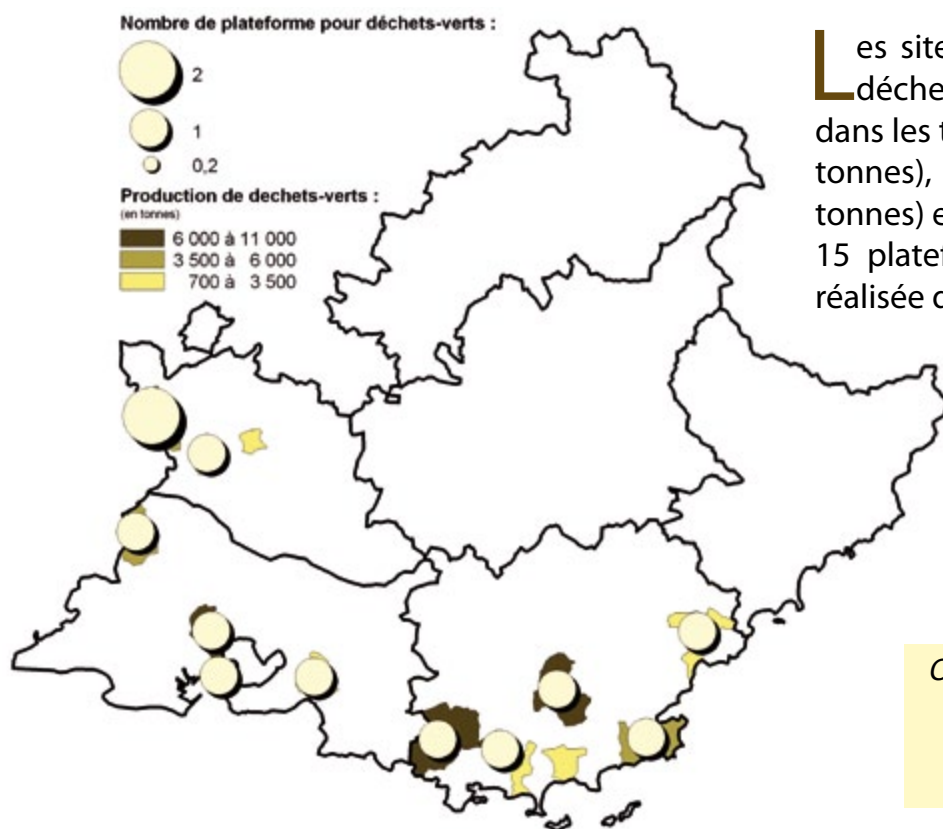 Nombre de plateforme pour déchets-verts :
2
1
0,2
Production de dechets-verts :
(en tonnes)
6 000 à 11 000
3 500 à 6 000
700 à 3 500
Les site
déche
dans les t
tonnes),
tonnes) e
15 platef
réalisée d